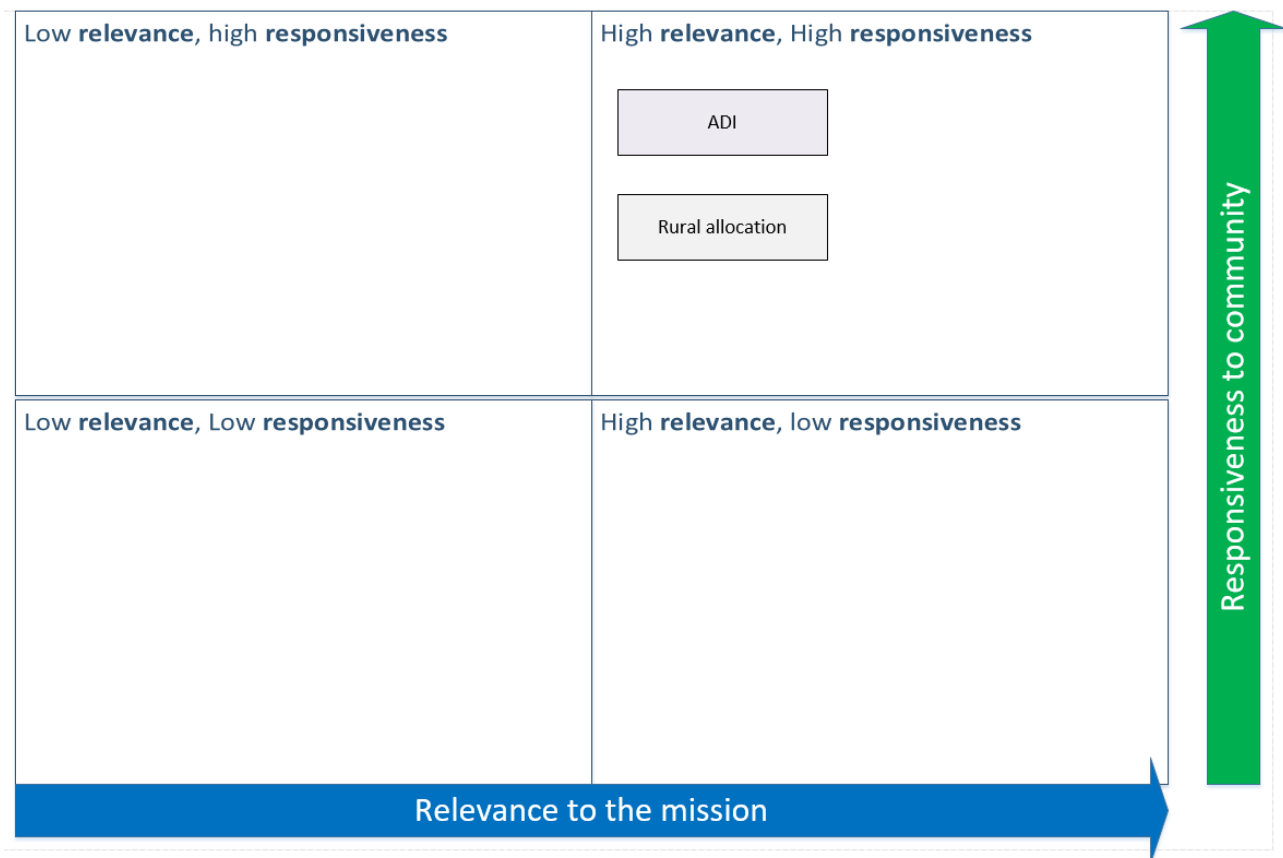 Low relevance, high responsiveness
High relevance, High responsiveness
ADI
Rural allocation
Low relevance, Low responsiveness
High relevance, low responsiveness
Relevance to the mission
Responsiveness to community